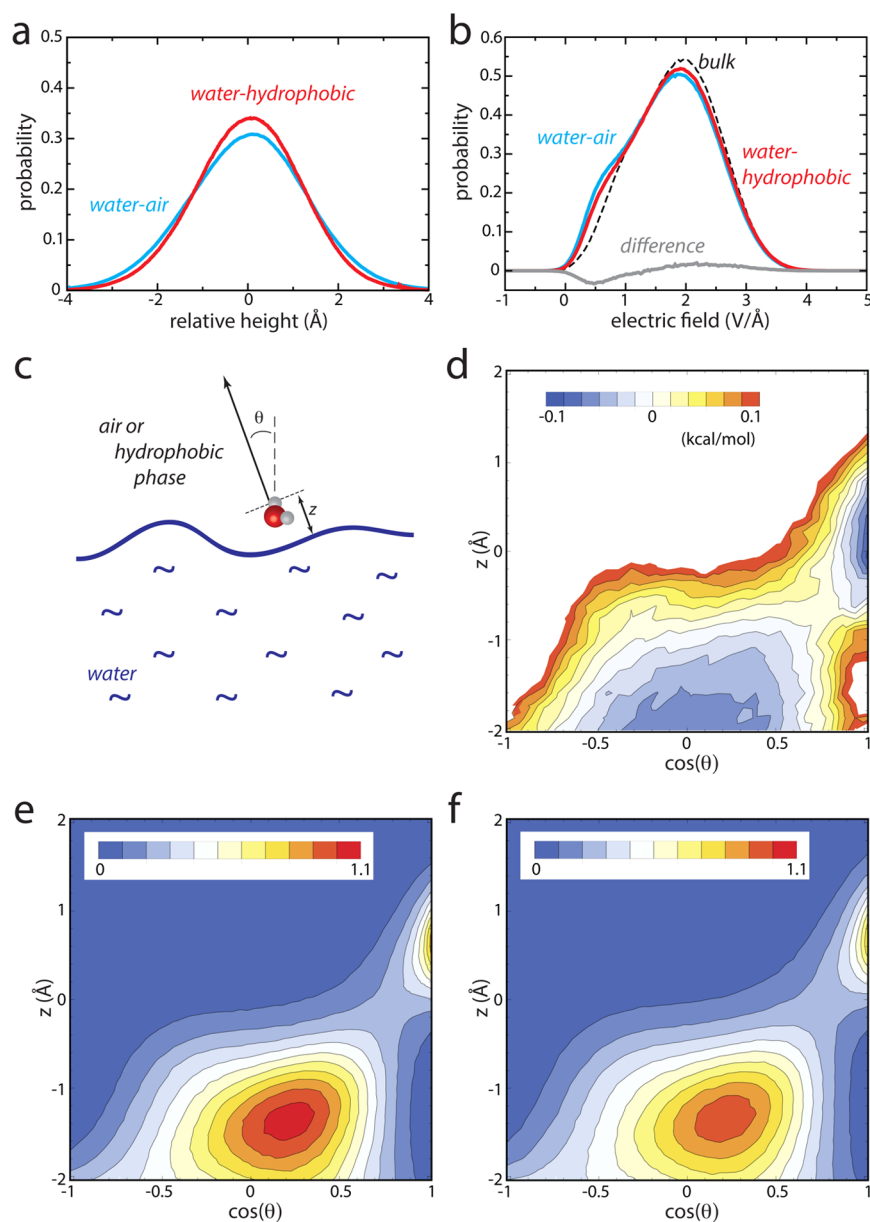 a
probability
0.5
0.4
0.3
0.2
0.1
0
water-hydrophobic
water-air
-4
-2
0
2
4
relative height (Å)
b
probability
0.6
0.5
0.4
0.3
0.2
0.1
0
bulk
water-air
water-
hydrophobic
difference
-1
0
1
2
3
4
5
electric field (V/Å)
c
air or
hydrophobic
phase
θ
z
~ ~ ~
~ ~ ~
~ ~ ~
water
~ ~ ~
d
-0.1
0
0.1
(kcal/mol)
z (Å)
2
1
0
-1
-2
-1
-0.5
0
0.5
1
cos(θ)
e
0
1.1
z (Å)
2
1
0
-1
-2
-1
-0.5
0
0.5
1
cos(θ)
f
0
1.1
z (Å)
2
1
0
-1
-2
-1
-0.5
0
0.5
1
cos(θ)